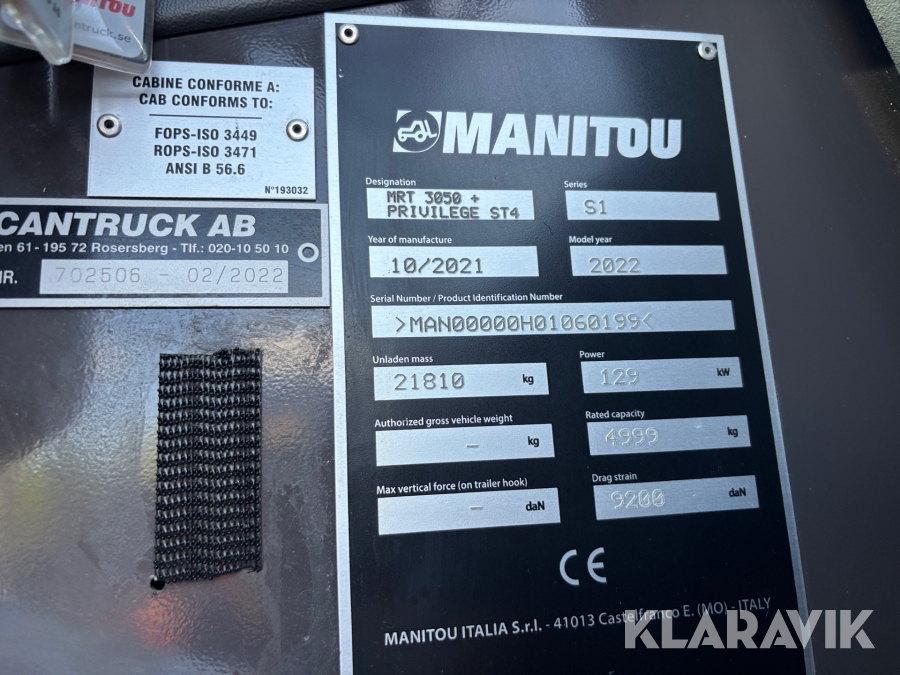 ntruck.se
CABINE CONFORME A:
CAB CONFORMS TO:
FOPS-ISO 3449
ROPS-ISO 3471
ANSI B 56.6
N°193032
CANTRUCK AB
en 61 - 195 72 Rosersberg - Tlf.: 020-10 50 10
NR. 702506 - 02/2022
MANITOU
Designation
MRT 3050 +
PRIVILEGE ST4
Series
S1
Year of manufacture
10/2021
Model year
2022
Serial Number / Product Identification Number
>MAN00000H01060199<
Unladen mass
21810 kg
Power
129 kW
Authorized gross vehicle weight
– kg
Rated capacity
4999 kg
Max vertical force (on trailer hook)
– daN
Drag strain
9200 daN
CE
MANITOU ITALIA S.r.l. - 41013 Castelfranco E. (MO) - ITALY
KLARAVIK